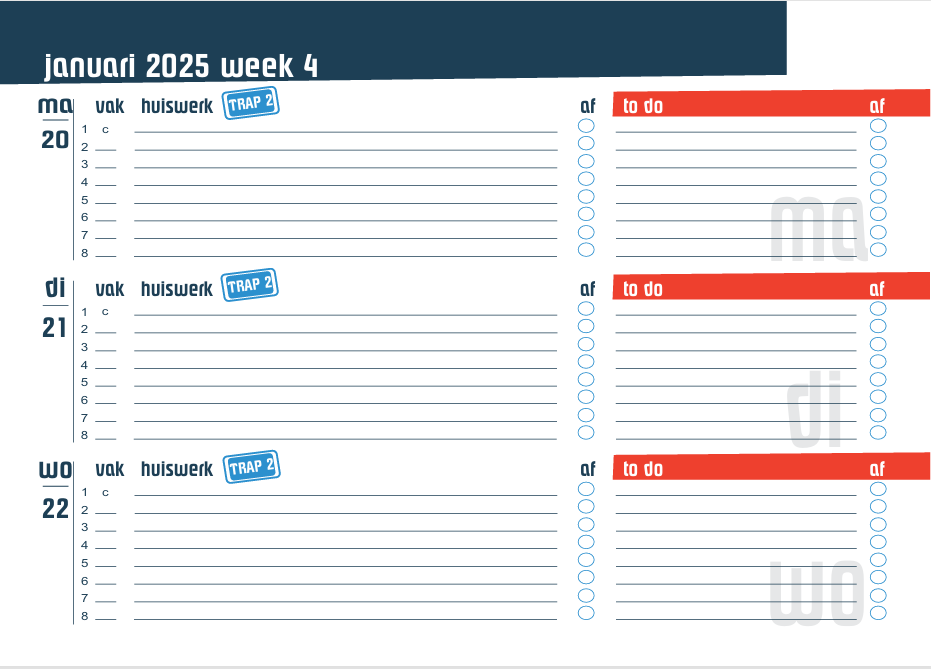 januari 2025 week 4
ma vak huiswerk TRAP 2 af to do af
20
1 c
2
3
4
5
6
7
8
ma
di vak huiswerk TRAP 2 af to do af
21
1 c
2
3
4
5
6
7
8
di
wo vak huiswerk TRAP 2 af to do af
22
1 c
2
3
4
5
6
7
8
wo